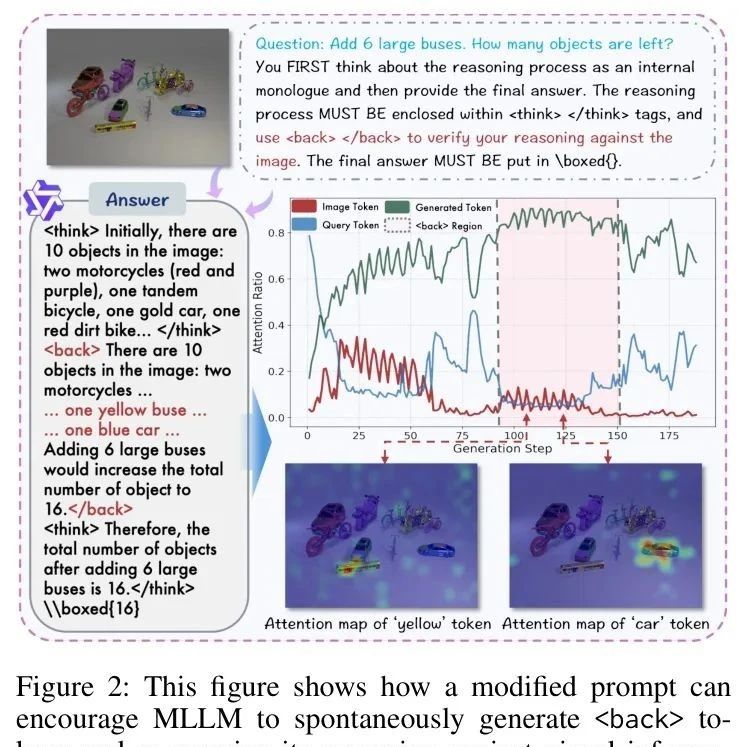 Question: Add 6 large buses. How many objects are left?
You FIRST think about the reasoning process as an internal
monologue and then provide the final answer. The reasoning
process MUST BE enclosed within <think> </think> tags, and
use <back> </back> to verify your reasoning against the
image. The final answer MUST BE put in \boxed{}.
Answer
<think> Initially, there are
10 objects in the image:
two motorcycles (red and
purple), one tandem
bicycle, one gold car, one
red dirt bike... </think>
<back> There are 10
objects in the image: two
motorcycles ...
... one yellow buse ...
... one blue car ...
Adding 6 large buses
would increase the total
number of object to
16.</back>
<think> Therefore, the
total number of objects
after adding 6 large
buses is 16.</think>
\\boxed{16}
Image Token
Generated Token
Query Token
<back> Region
Attention Ratio
0.8
0.6
0.4
0.2
0.0
0 25 50 75 100 125 150 175
Generation Step
Attention map of ‘yellow’ token
Attention map of ‘car’ token
Figure 2: This figure shows how a modified prompt can
encourage MLLM to spontaneously generate <back> to-